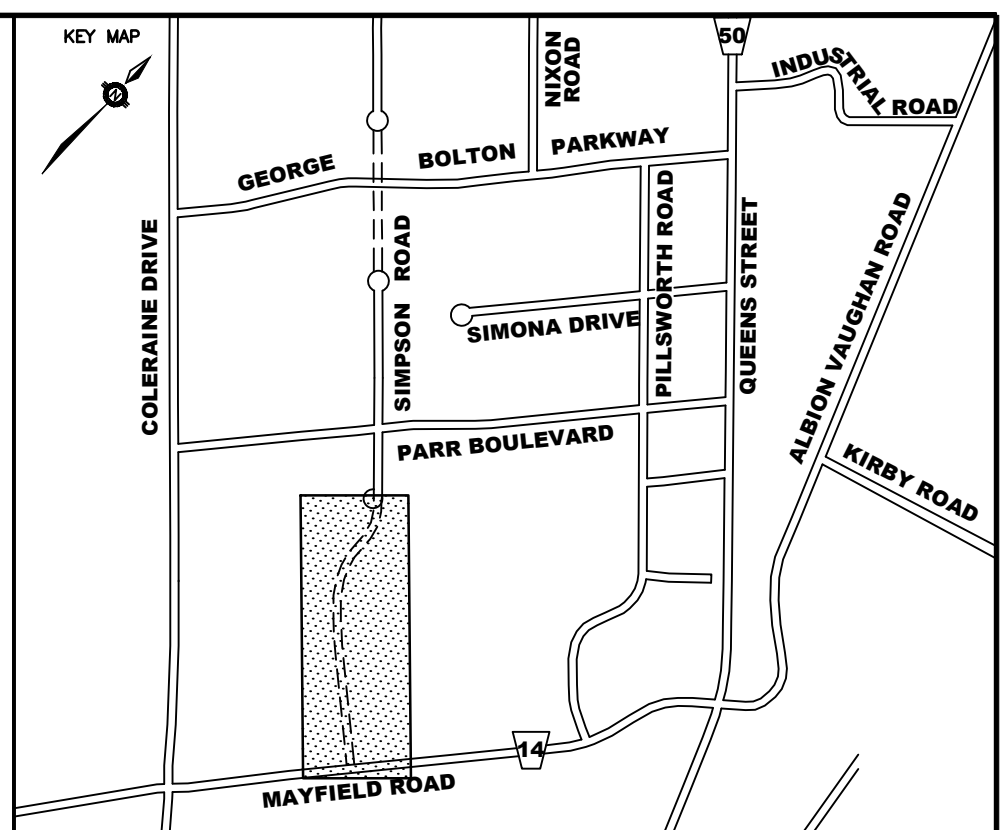 KEY MAP
N
NIXON
ROAD
50
INDUSTRIAL ROAD
GEORGE BOLTON PARKWAY
COLERAINE DRIVE
SIMPSON ROAD
PILLSWORTH ROAD
QUEENS STREET
ALBION VAUGHAN ROAD
SIMONA DRIVE
PARR BOULEVARD
KIRBY ROAD
14
MAYFIELD ROAD